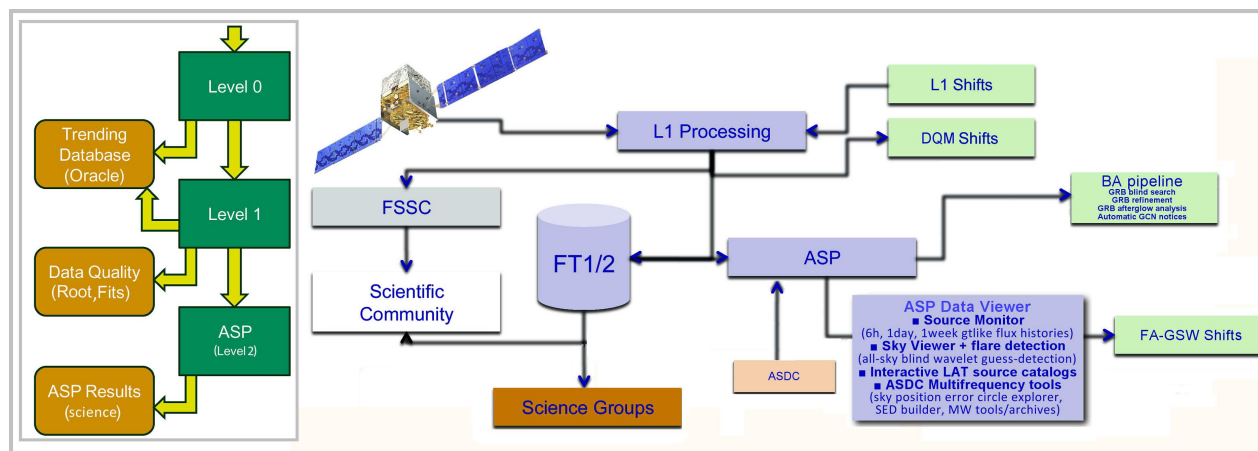 Level 0
Trending
Database
(Oracle)
Level 1
Data Quality
(Root,Fits)
ASP
(Level 2)
ASP Results
(science)
L1 Processing
L1 Shifts
DQM Shifts
FSSC
Scientific
Community
FT1/2
ASP
BA pipeline
GRB blind search
GRB refinement
GRB afterglow analysis
Automatic GCN notices
ASDC
Science Groups
ASP Data Viewer
■ Source Monitor
(6h, 1day, 1week gtlike flux histories)
■ Sky Viewer + flare detection
(all-sky blind wavelet guess-detection)
■ Interactive LAT source catalogs
■ ASDC Multifrequency tools
(sky position error circle explorer,
SED builder, MW tools/archives)
FA-GSW Shifts